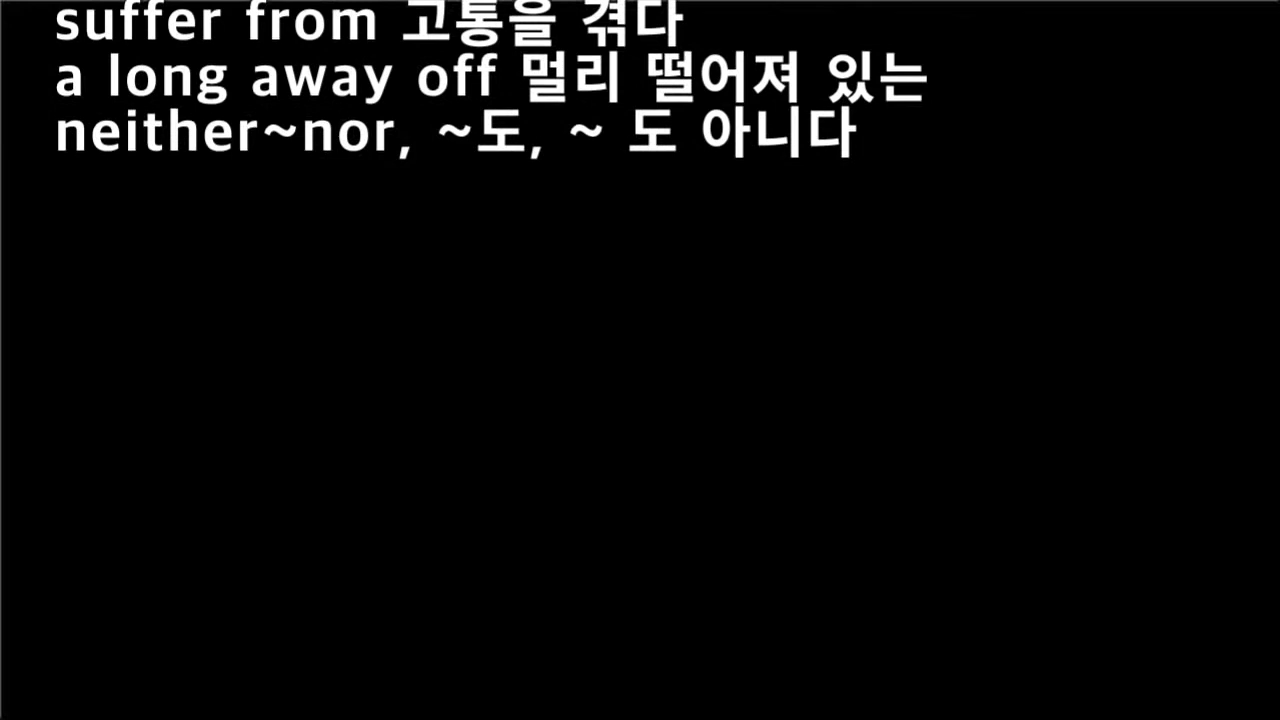 suffer from 고통을 겪다
a long away off 멀리 떨어져 있는
neither~nor, ~도, ~ 도 아니다